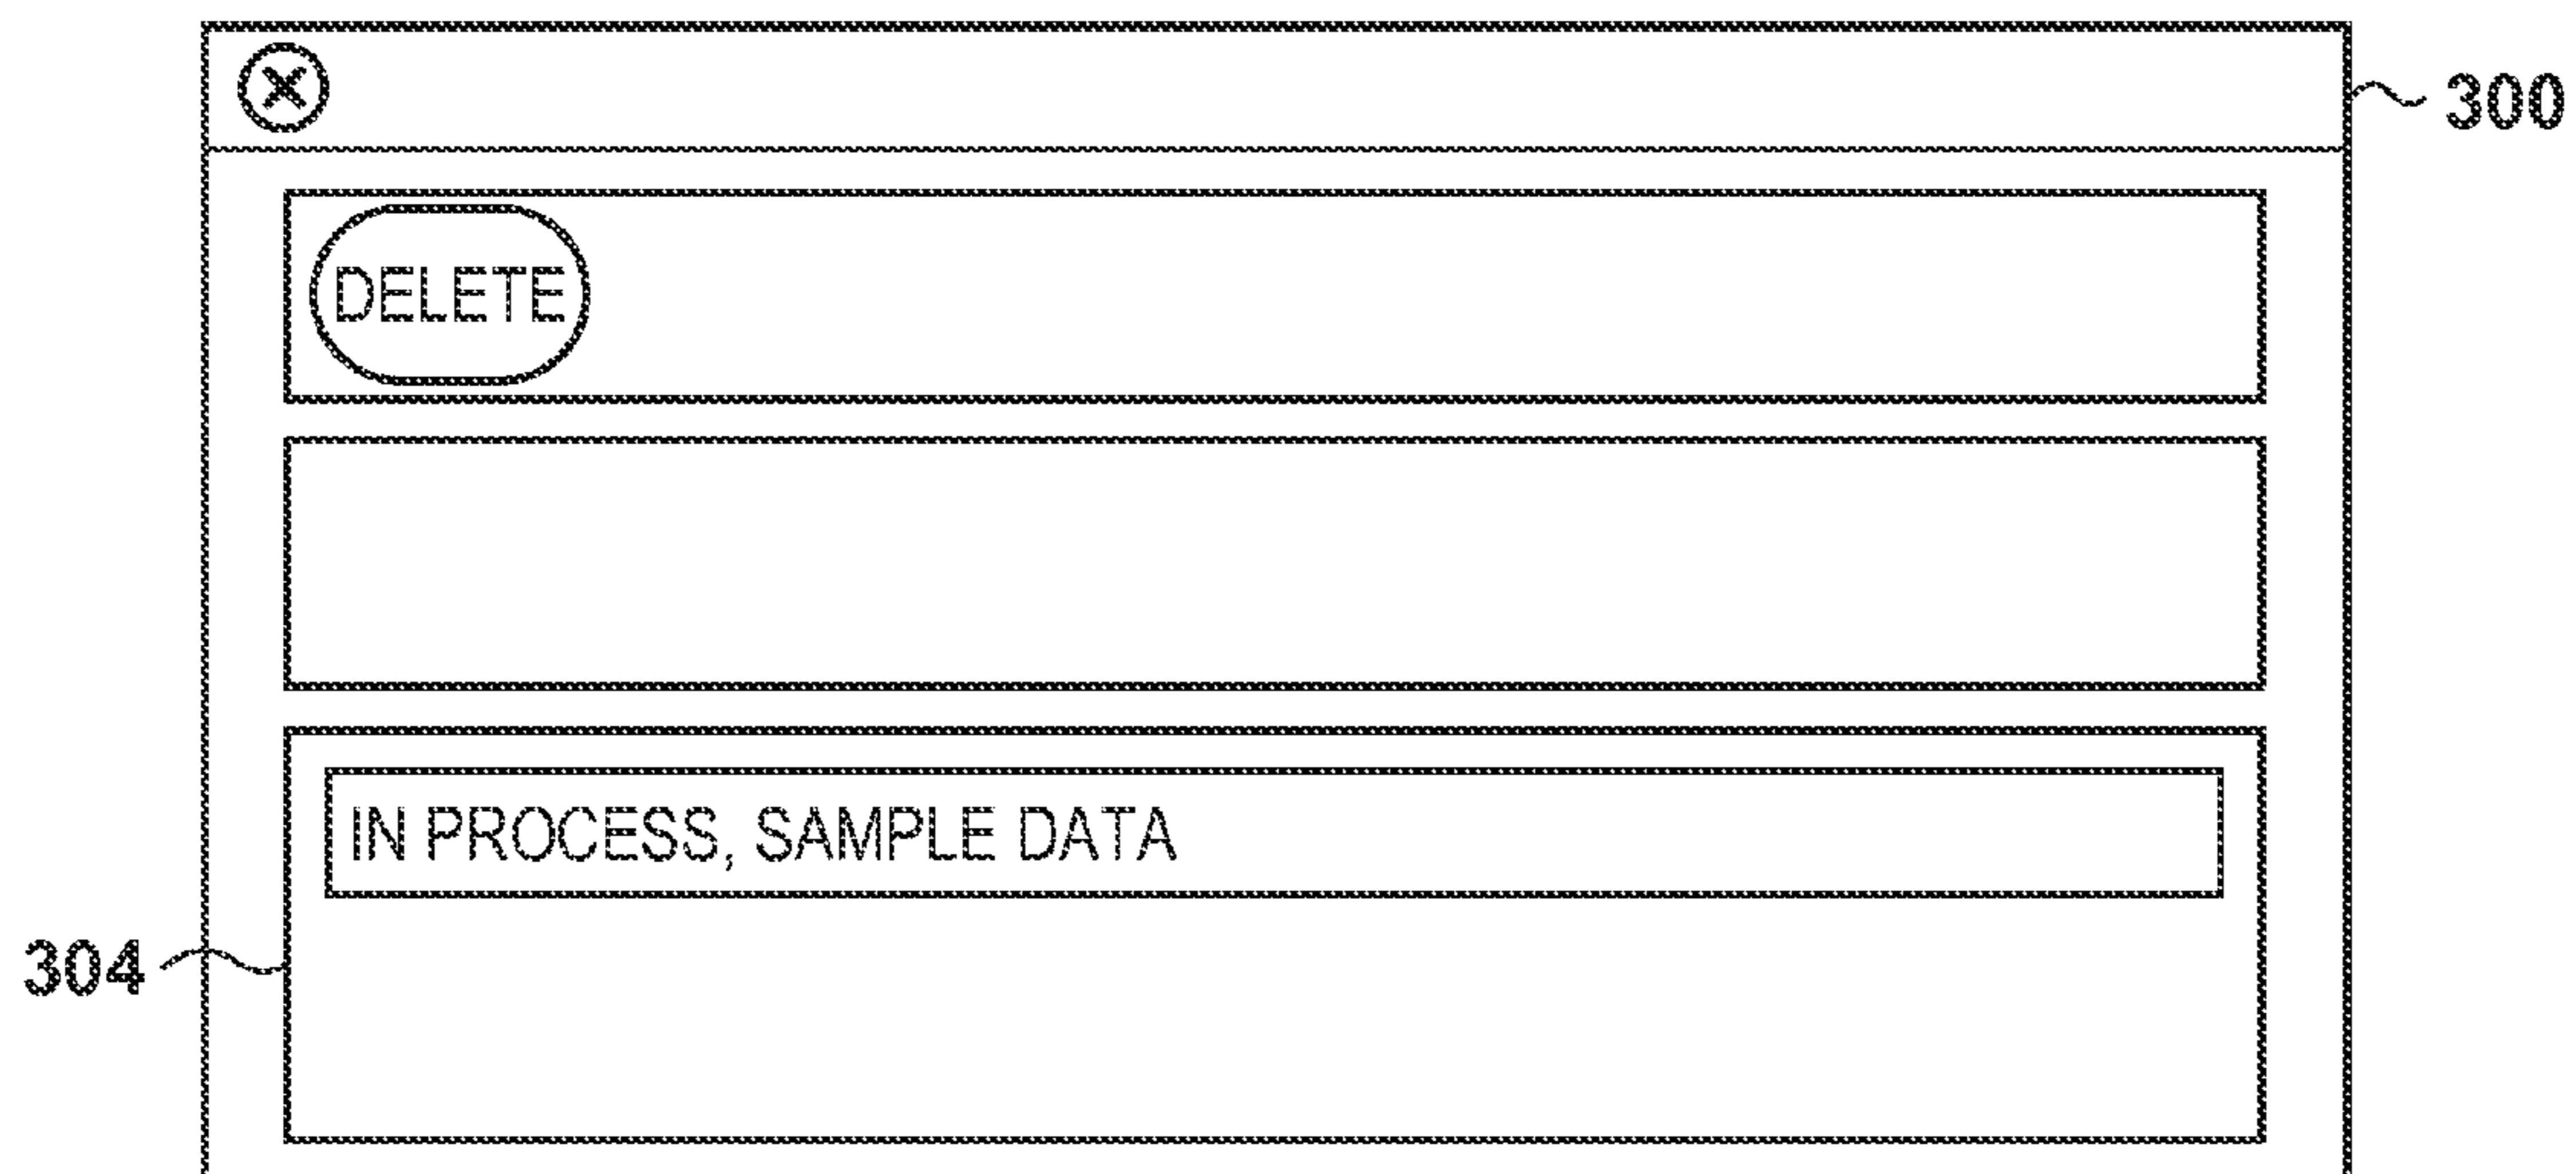 300
DELETE
IN PROCESS, SAMPLE DATA
304